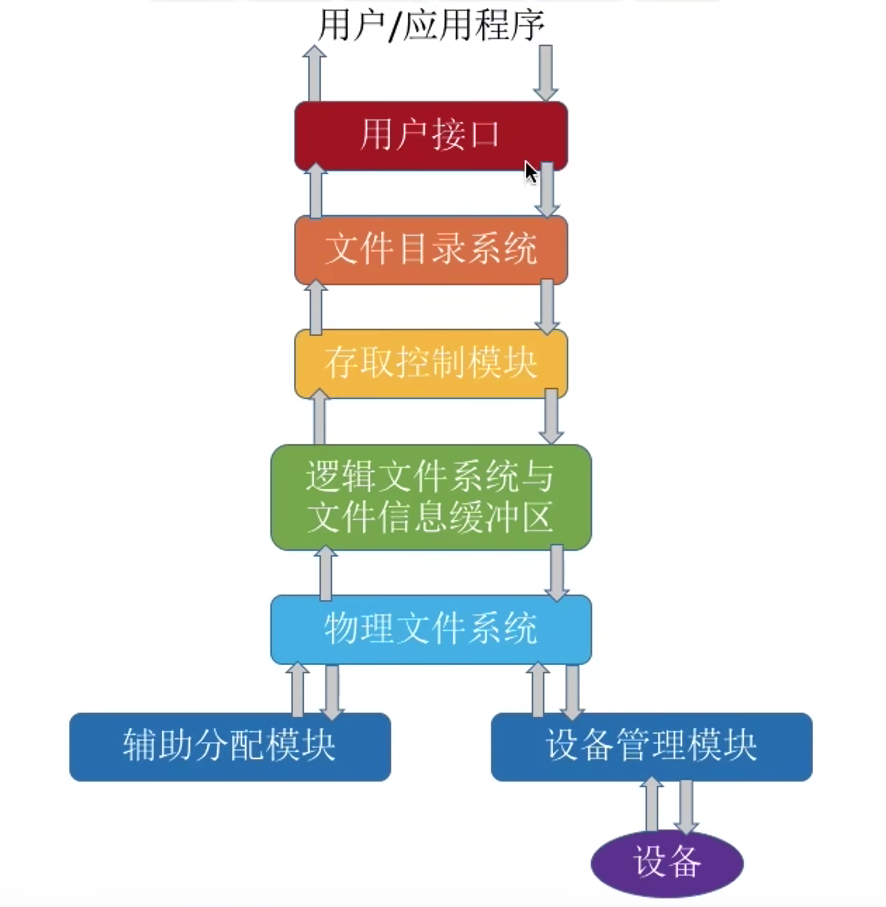 用户/应用程序
用户接口
文件目录系统
存取控制模块
逻辑文件系统与
文件信息缓冲区
物理文件系统
辅助分配模块
设备管理模块
设备